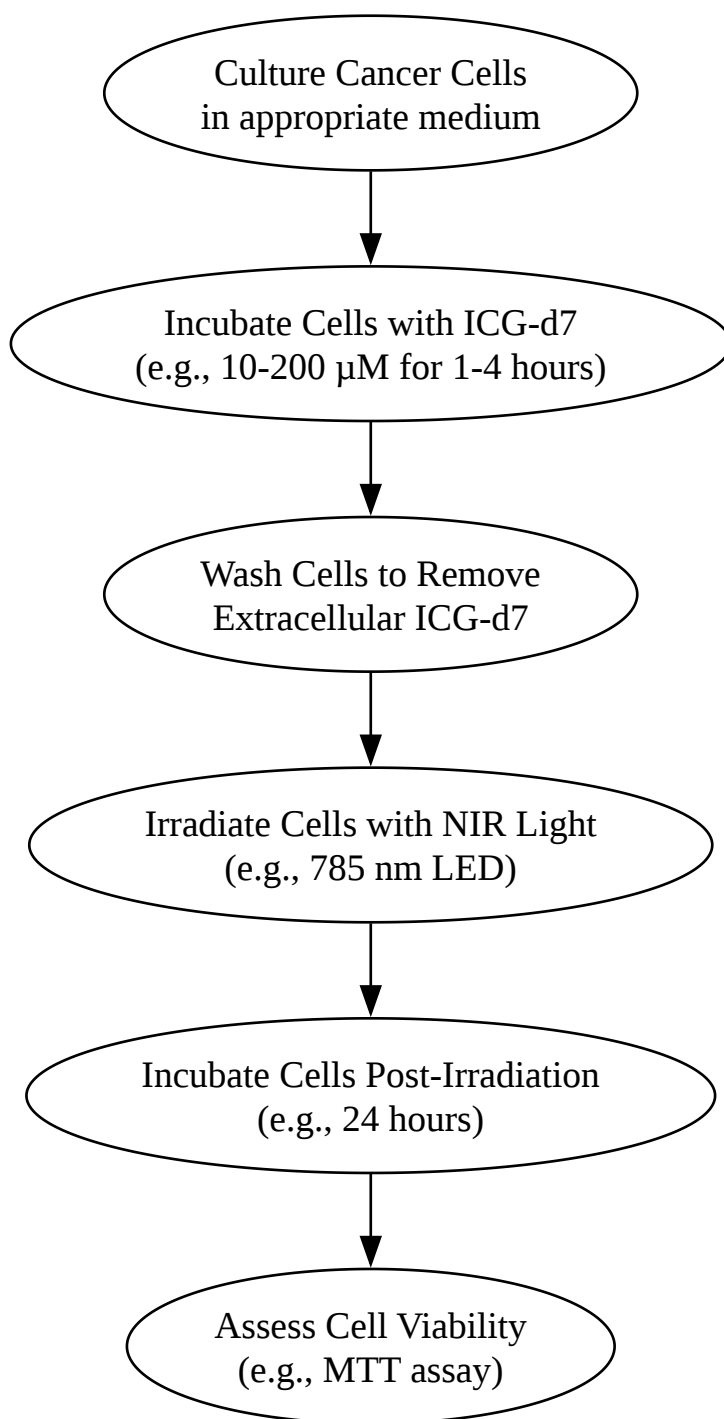 Culture Cancer Cells
in appropriate medium
Incubate Cells with ICG-d7
(e.g., 10-200 µM for 1-4 hours)
Wash Cells to Remove
Extracellular ICG-d7
Irradiate Cells with NIR Light
(e.g., 785 nm LED)
Incubate Cells Post-Irradiation
(e.g., 24 hours)
Assess Cell Viability
(e.g., MTT assay)